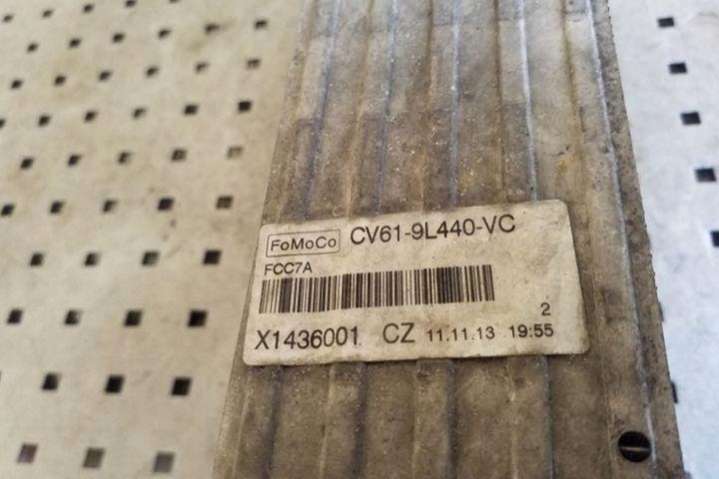 FoMoCo CV61-9L440-VC
FCC7A
2
X1436001 CZ 11.11.13 19:55